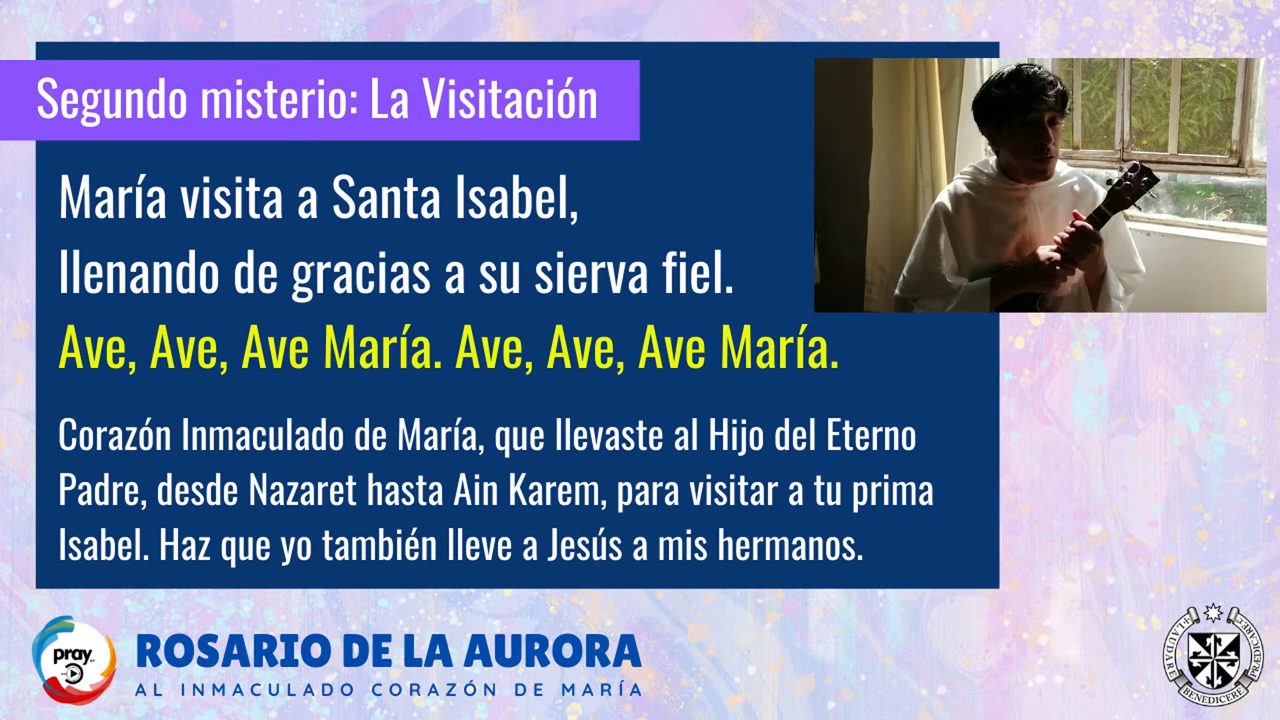 Segundo misterio: La Visitación
María visita a Santa Isabel,
llenando de gracias a su sierva fiel.
Ave, Ave, Ave María. Ave, Ave, Ave María.
Corazón Inmaculado de María, que llevaste al Hijo del Eterno
Padre, desde Nazaret hasta Ain Karem, para visitar a tu prima
Isabel. Haz que yo también lleve a Jesús a mis hermanos.
pray
ROSARIO DE LA AURORA
AL INMACULADO CORAZÓN DE MARÍA
LAUDARE
BENEDICERE
PRÆDICARE